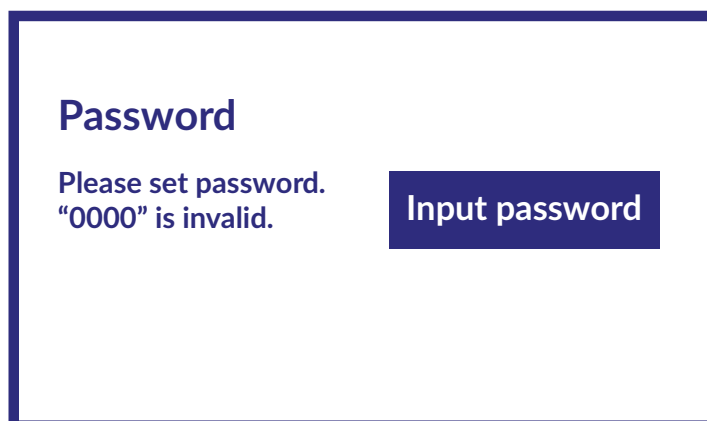 Password
Please set password.
“0000” is invalid.
Input password